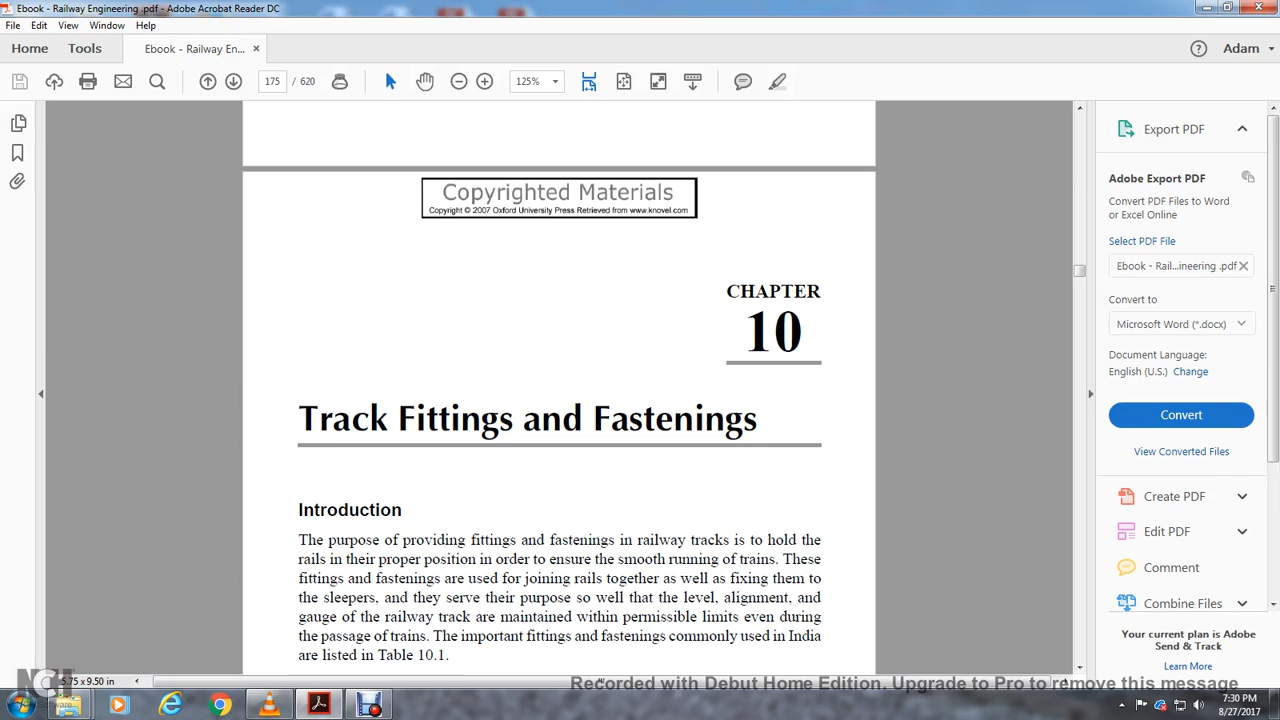 Ebook - Railway Engineering .pdf - Adobe Acrobat Reader DC
File Edit View Window Help
Home Tools Ebook - Railway En... × Adam
175 / 620 125%
Copyrighted Materials
Copyright © 2007 Oxford University Press Retrieved from www.knovel.com
CHAPTER
10
Track Fittings and Fastenings
Introduction
The purpose of providing fittings and fastenings in railway tracks is to hold the
rails in their proper position in order to ensure the smooth running of trains. These
fittings and fastenings are used for joining rails together as well as fixing them to
the sleepers, and they serve their purpose so well that the level, alignment, and
gauge of the railway track are maintained within permissible limits even during
the passage of trains. The important fittings and fastenings commonly used in India
are listed in Table 10.1.
Export PDF
Adobe Export PDF
Convert PDF Files to Word
or Excel Online
Select PDF File
Ebook - Rail...ineering .pdf
Convert to
Microsoft Word (*.docx)
Document Language:
English (U.S.) Change
Convert
View Converted Files
Create PDF
Edit PDF
Comment
Combine Files
Your current plan is Adobe
Send & Track
Learn More
5.75 x 9.50 in
NCH
Software
Recorded with Debut Home Edition. Upgrade to Pro to remove this message
7:30 PM
8/27/2017